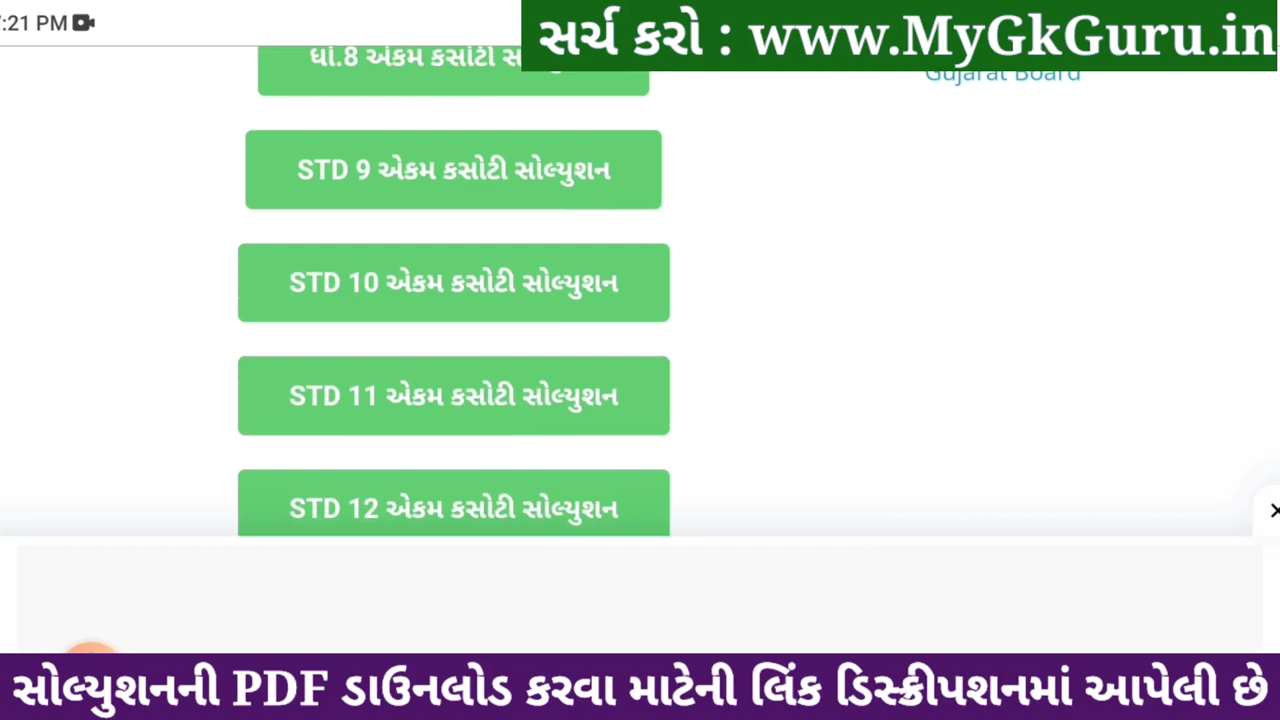 :21 PM
સર્ચ કરો : www.MyGkGuru.in
ધો.8 એકમ કસોટી
Gujarat Board
STD 9 એકમ કસોટી સોલ્યુશન
STD 10 એકમ કસોટી સોલ્યુશન
STD 11 એકમ કસોટી સોલ્યુશન
STD 12 એકમ કસોટી સોલ્યુશન
સોલ્યુશનની PDF ડાઉનલોડ કરવા માટેની લિંક ડિસ્ક્રીપશનમાં આપેલી છે